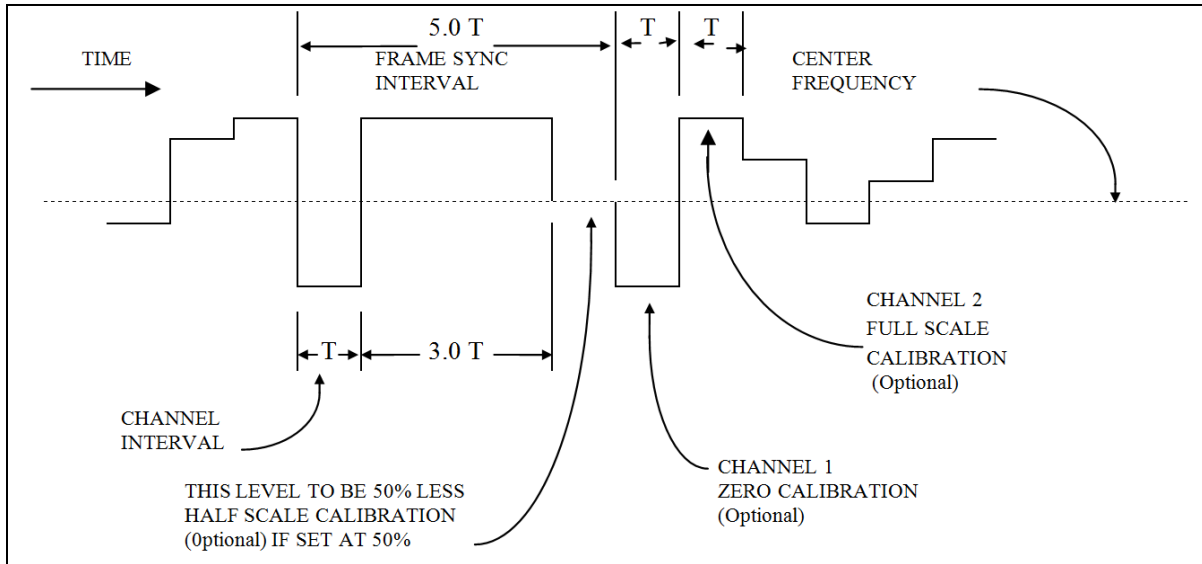 5.0 T
T
T
TIME
FRAME SYNC
INTERVAL
CENTER
FREQUENCY
T
3.0 T
CHANNEL 2
FULL SCALE
CALIBRATION
(Optional)
CHANNEL
INTERVAL
CHANNEL 1
ZERO CALIBRATION
(Optional)
THIS LEVEL TO BE 50% LESS
HALF SCALE CALIBRATION
(0ptional) IF SET AT 50%